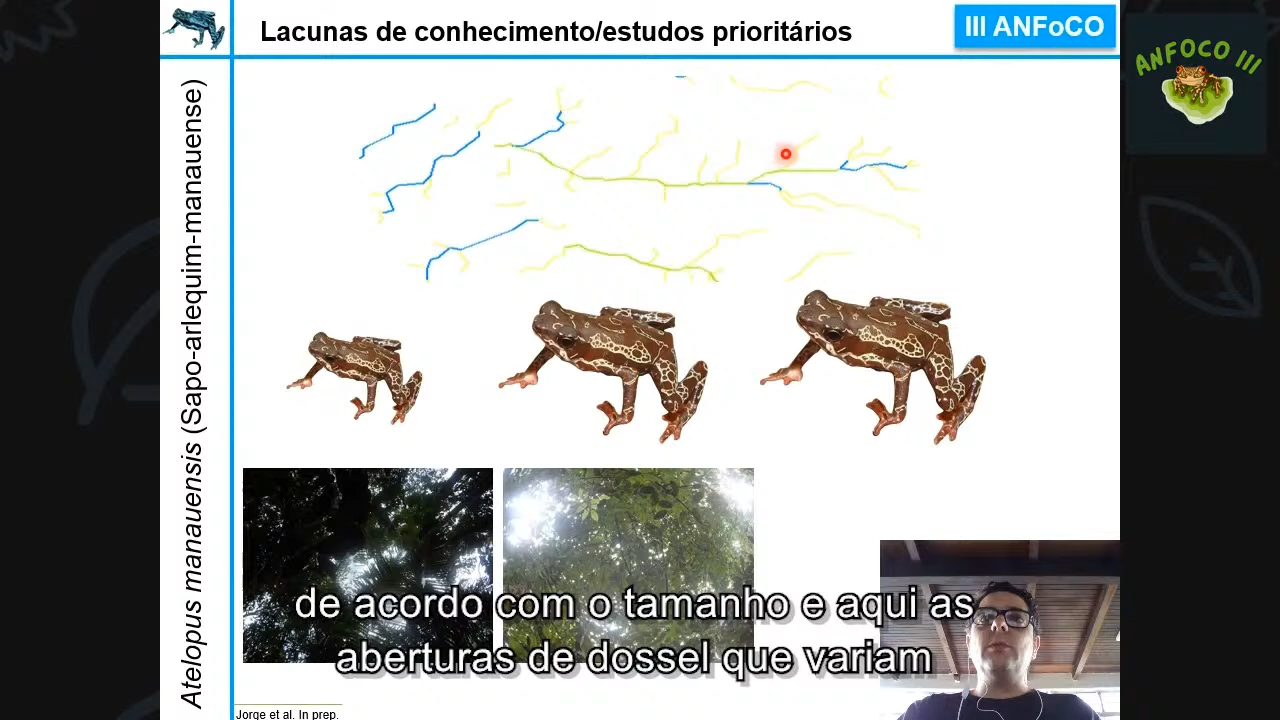 Lacunas de conhecimento/estudos prioritários
III ANFoCO
ANFOCO III
Atelopus manauensis (Sapo-arlequim-manauense)
de acordo com o tamanho e aqui as
aberturas de dossel que variam
Jorge et al. In prep.